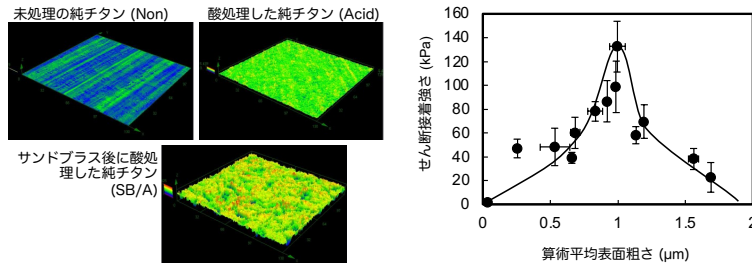 未処理の純チタン (Non)
酸処理した純チタン (Acid)
サンドブラス後に酸処
理した純チタン
(SB/A)
せん断接着強さ (kPa)
160
140
120
100
80
60
40
20
0
0
0.5
1
1.5
2
算術平均表面粗さ (μm)